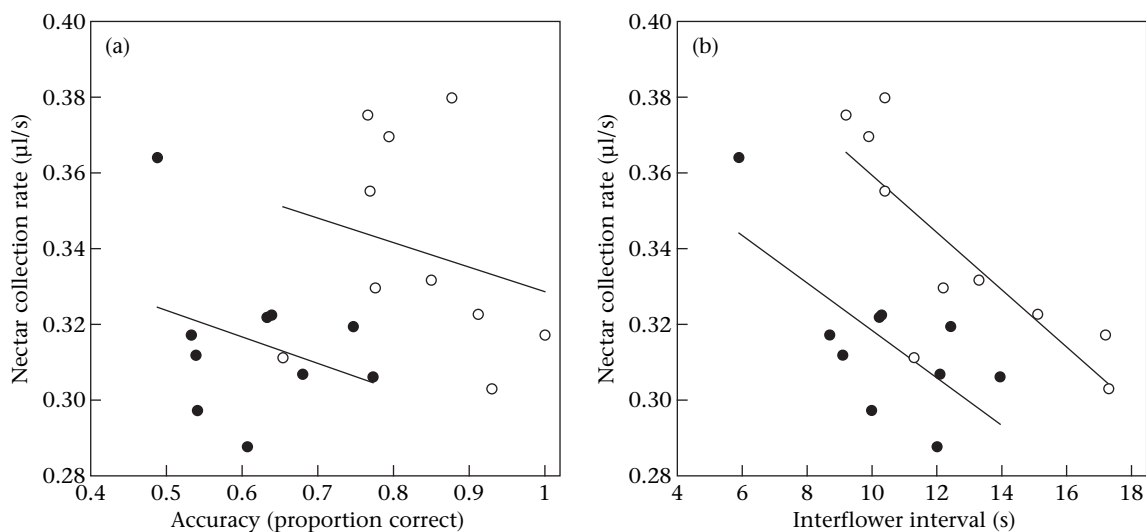 (a)
Nectar collection rate (μl/s)
0.40
0.38
0.36
0.34
0.32
0.30
0.28
0.4 0.5 0.6 0.7 0.8 0.9 1
Accuracy (proportion correct)
(b)
Nectar collection rate (μl/s)
0.40
0.38
0.36
0.34
0.32
0.30
0.28
4 6 8 10 12 14 16 18
Interflower interval (s)